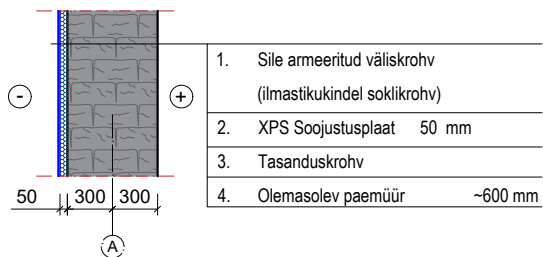 1. Sile armeeritud väliskrohv
(ilmastikukindel soklikrohv)
2. XPS Soojustusplaat 50 mm
3. Tasanduskrohv
4. Olemasolev paemüür ~600 mm
- +
50 300 300
A